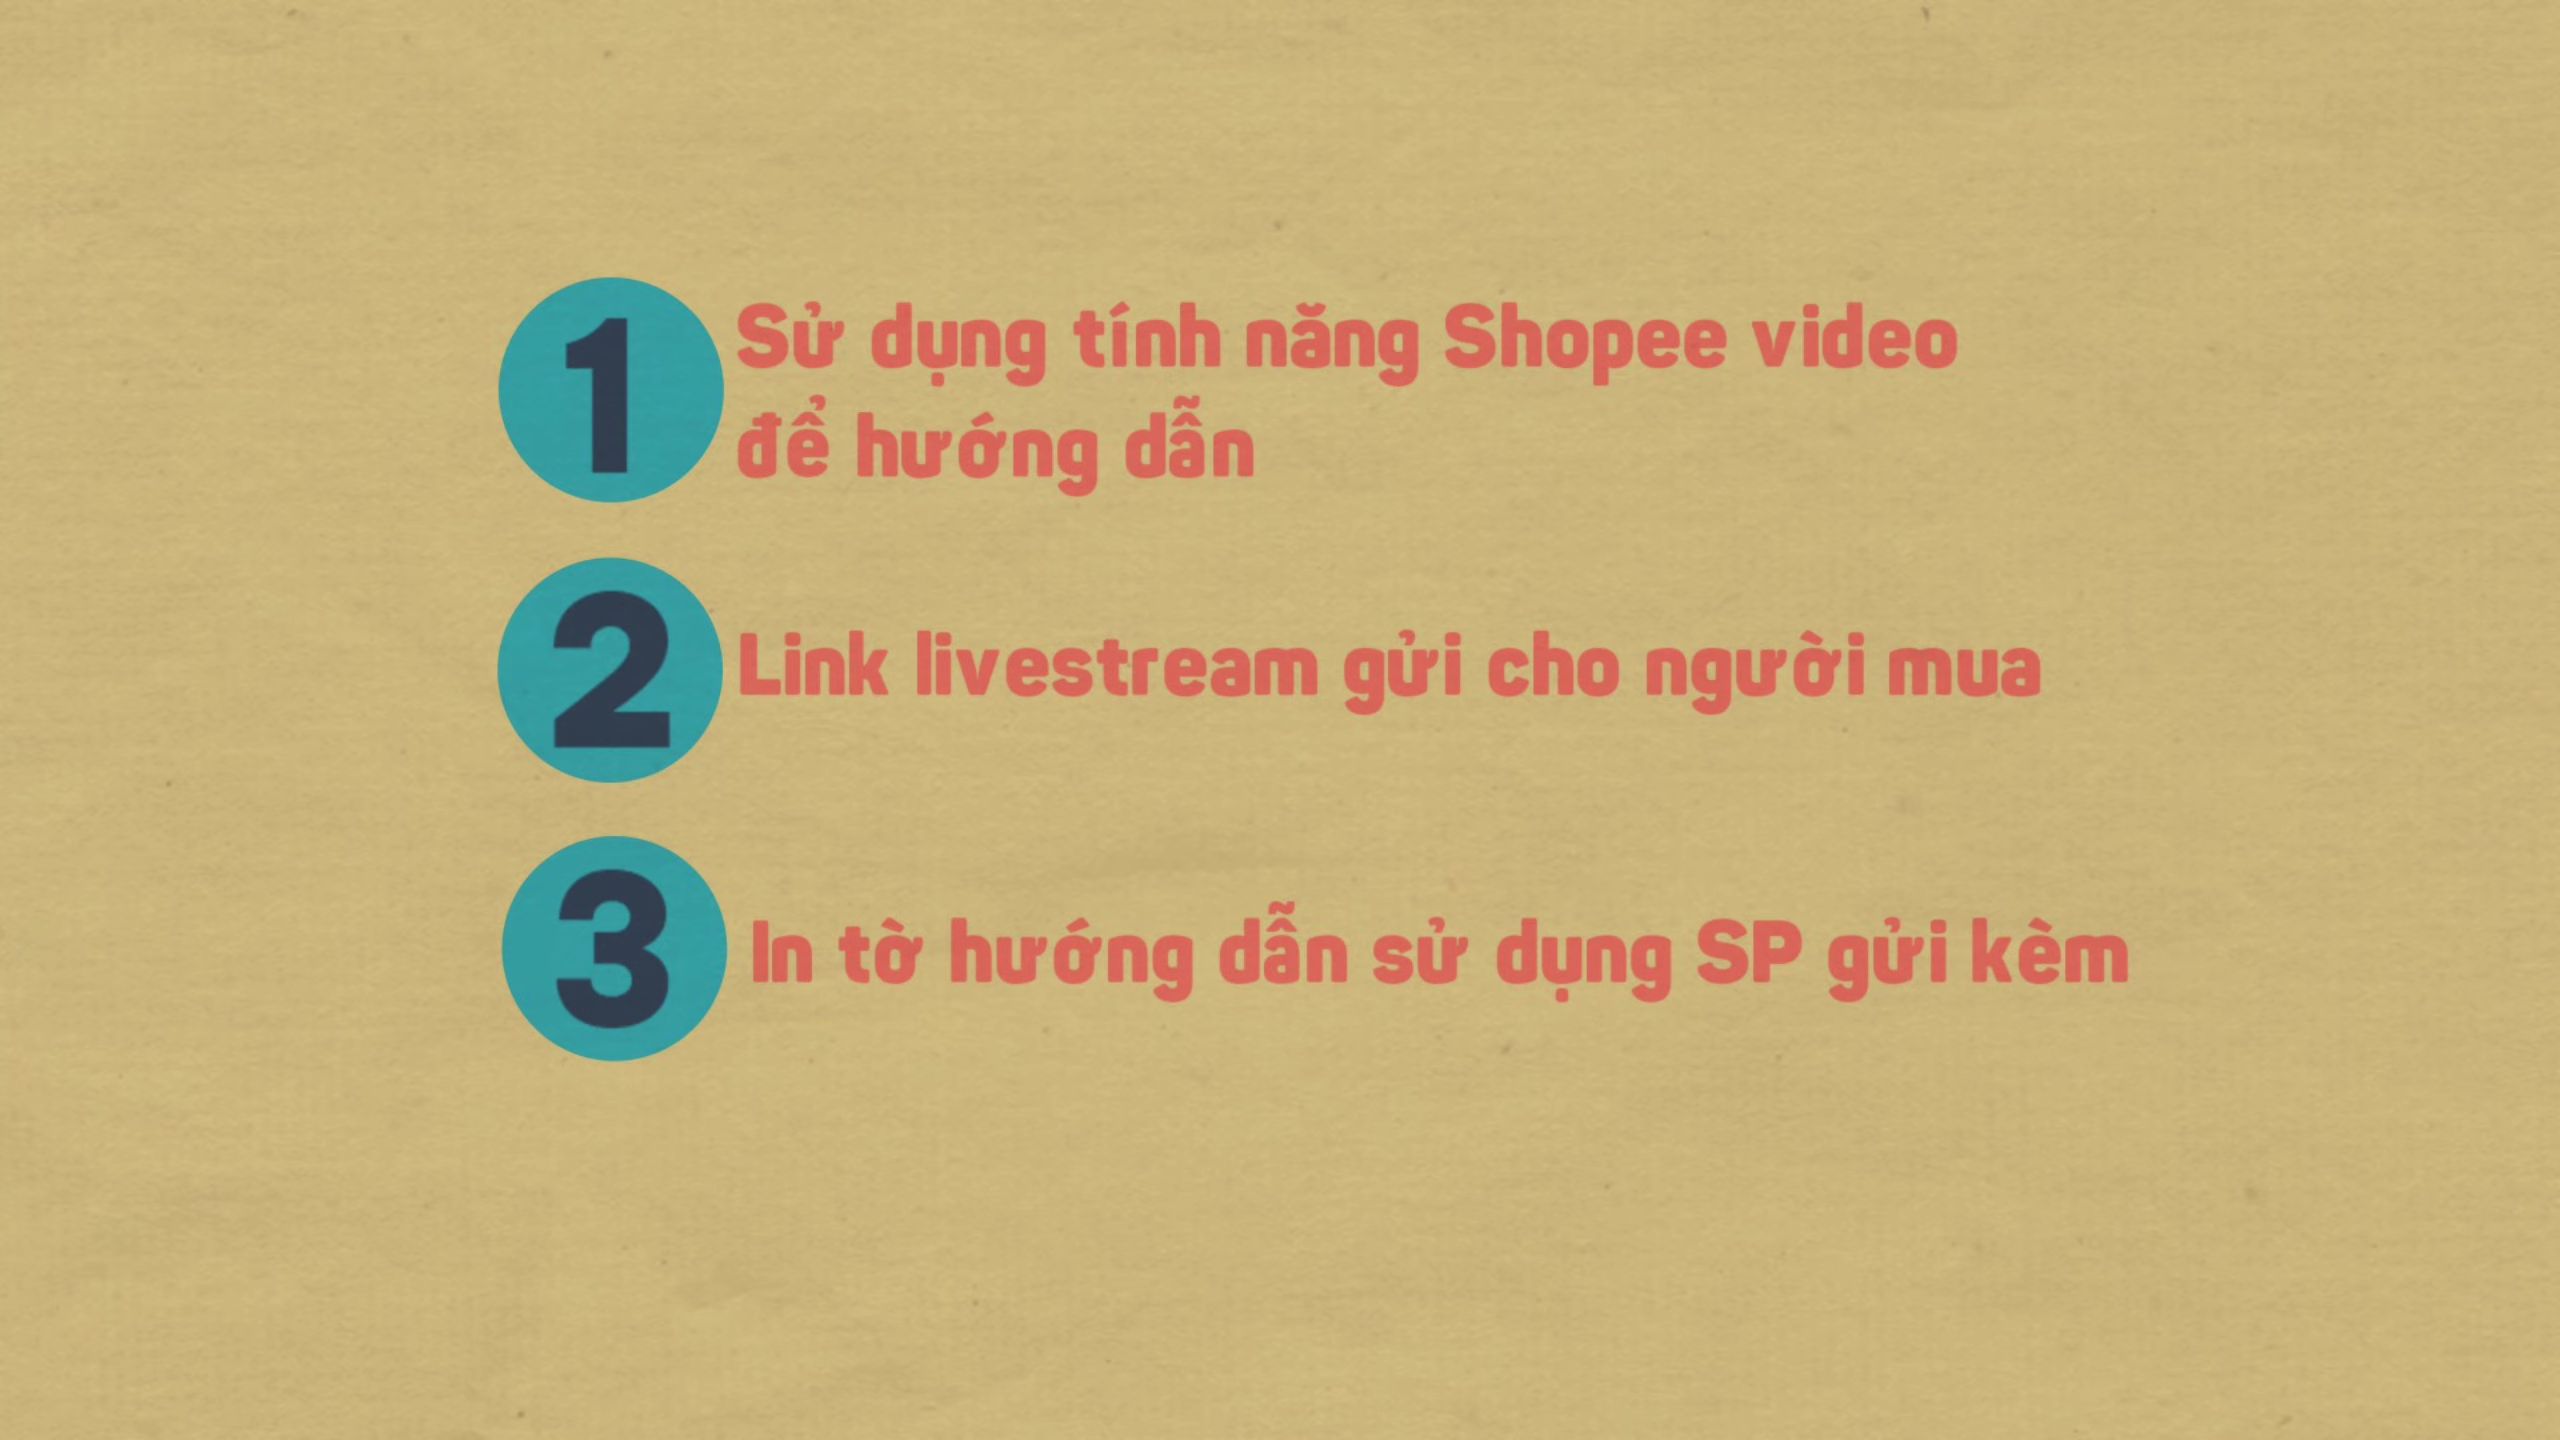 1 Sử dụng tính năng Shopee video
để hướng dẫn
2 Link livestream gửi cho người mua
3 In tờ hướng dẫn sử dụng SP gửi kèm